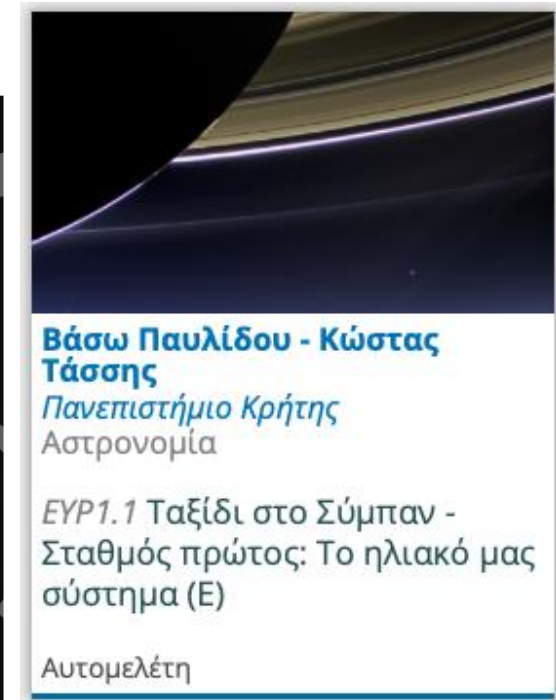 Βάσω Παυλίδου - Κώστας
Τάσσης
Πανεπιστήμιο Κρήτης
Αστρονομία
ΕΥΡ1.1 Ταξίδι στο Σύμπαν -
Σταθμός πρώτος: Το ηλιακό μας
σύστημα (Ε)
Αυτομελέτη